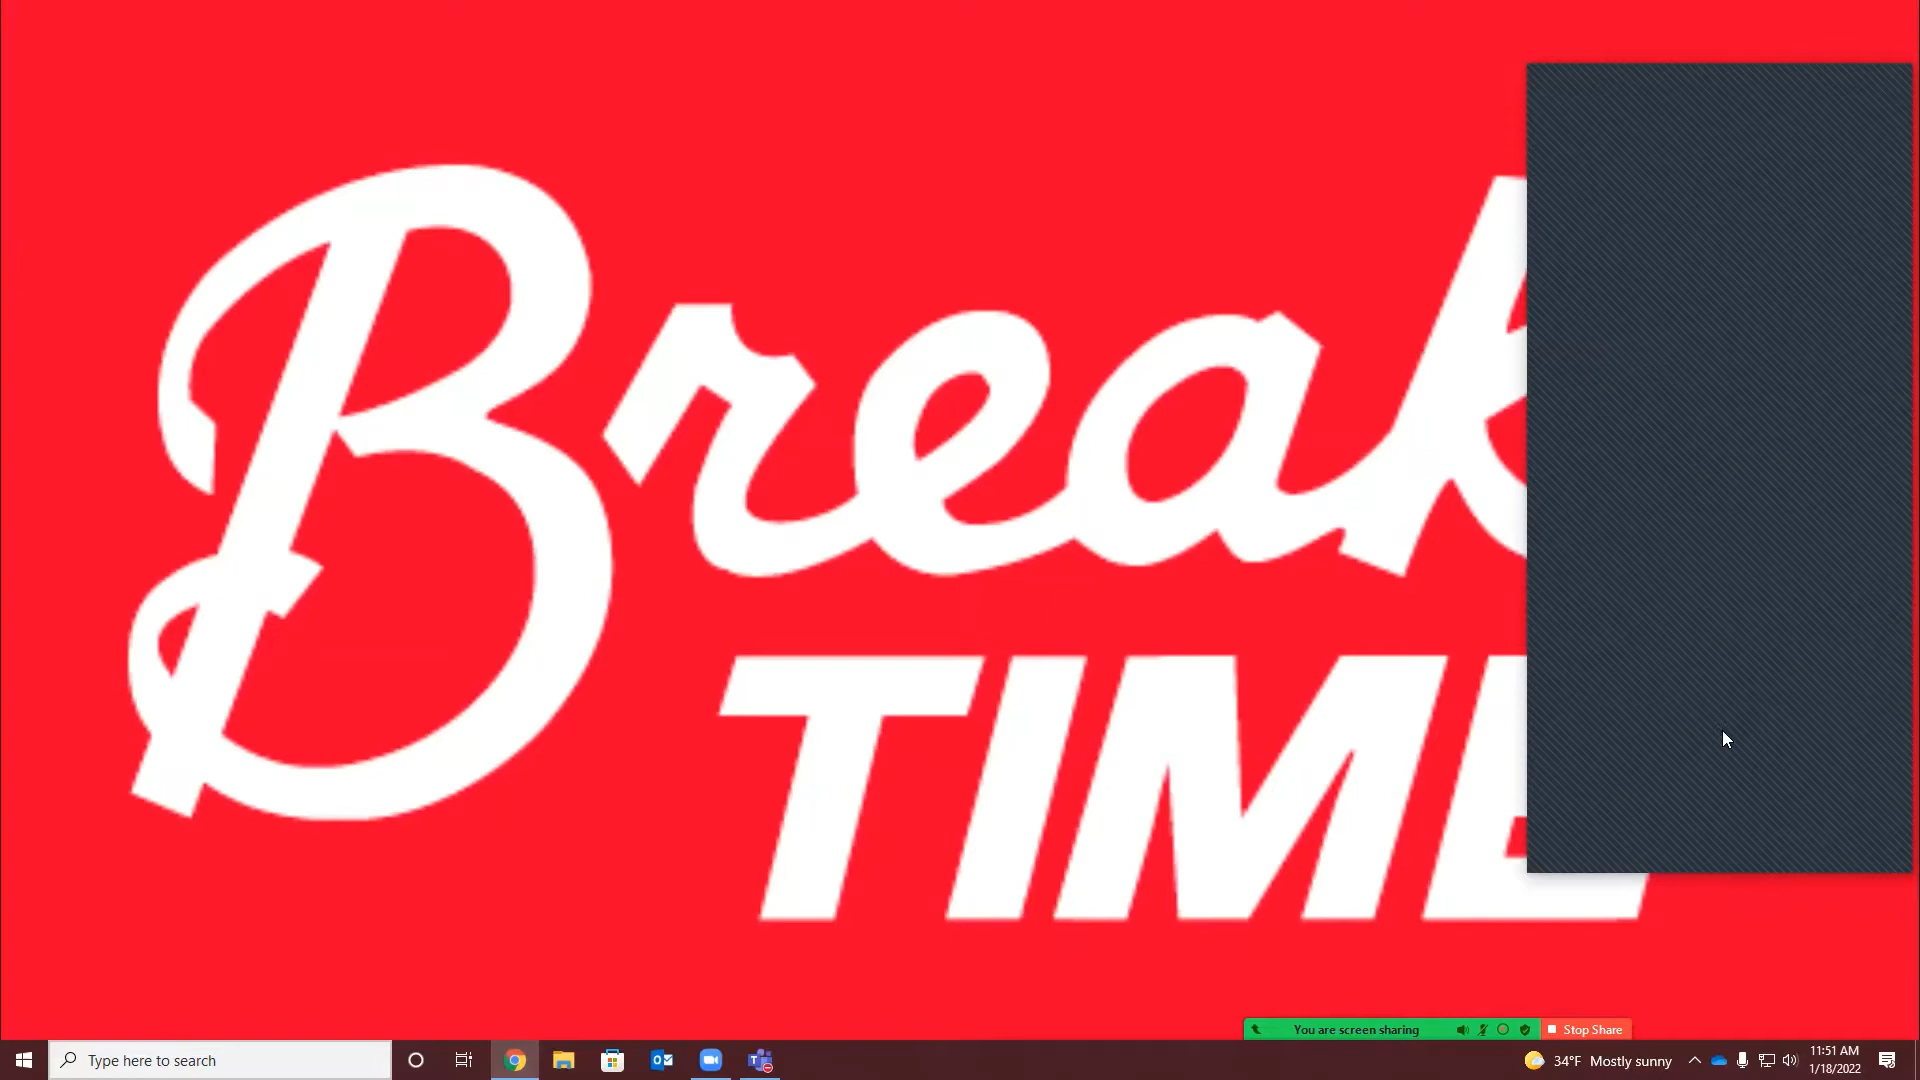 Break
TIME
You are screen sharing
Stop Share
Type here to search
34°F Mostly sunny
11:51 AM
1/18/2022